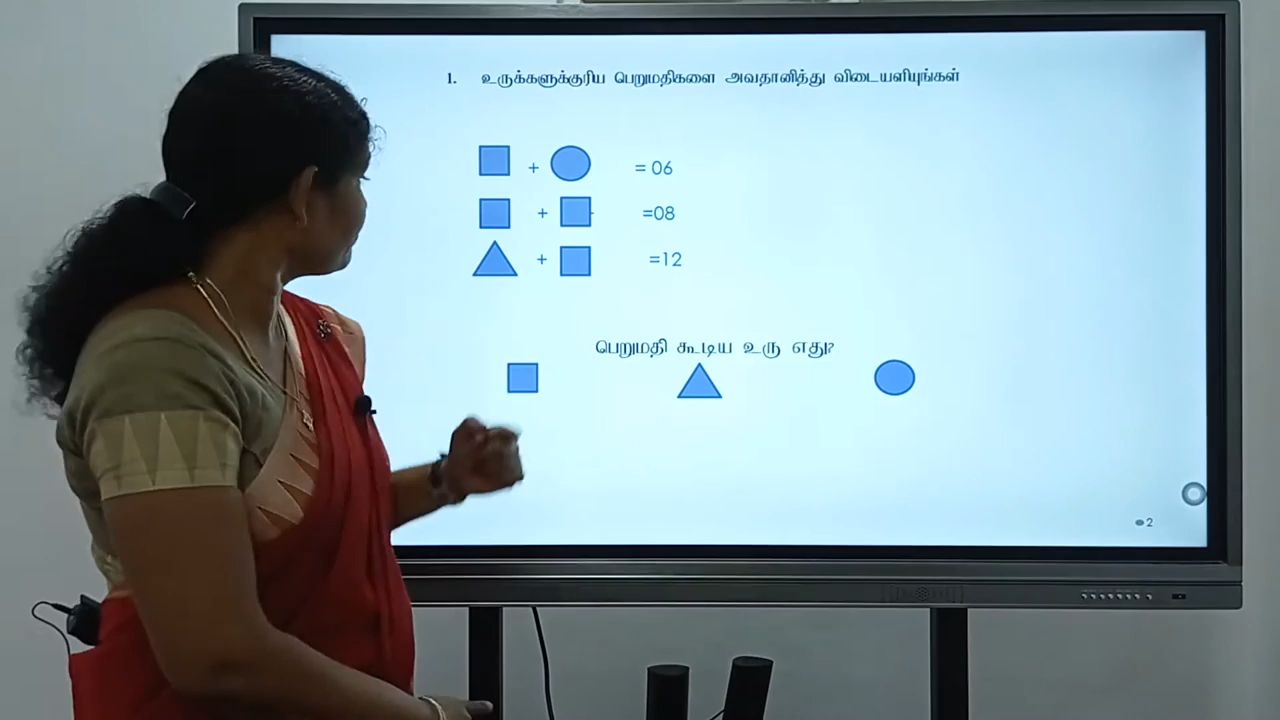 1. உருக்களுக்குரிய பெறுமதிகளை அவதானித்து விடையளியுங்கள்
+ = 06
+ =08
+ =12
பெறுமதி கூடிய உரு எது?
2